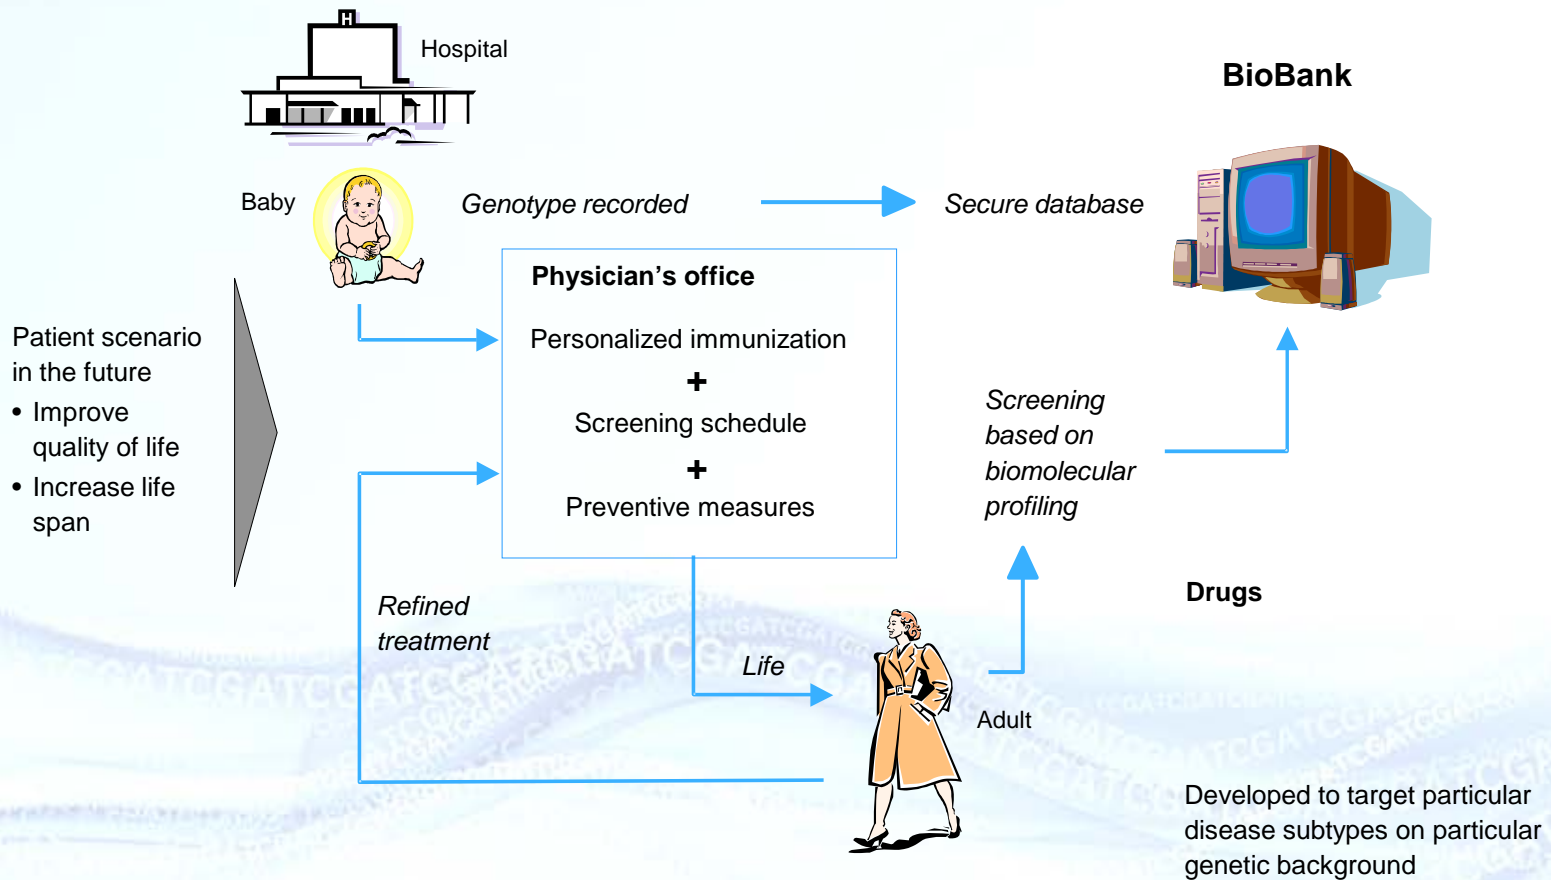 H
Hospital
BioBank
Baby
Genotype recorded
Secure database
Physician’s office
Patient scenario
in the future
• Improve
quality of life
• Increase life
span
Personalized immunization
+
Screening schedule
+
Preventive measures
Screening
based on
biomolecular
profiling
Refined
treatment
Life
Adult
Drugs
Developed to target particular
disease subtypes on particular
genetic background